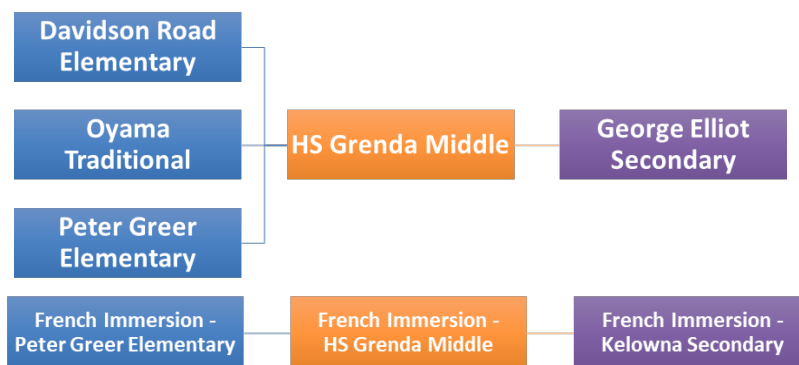 Davidson Road
Elementary
Oyama
Traditional
HS Grenda Middle
George Elliot
Secondary
Peter Greer
Elementary
French Immersion -
Peter Greer Elementary
French Immersion -
HS Grenda Middle
French Immersion -
Kelowna Secondary